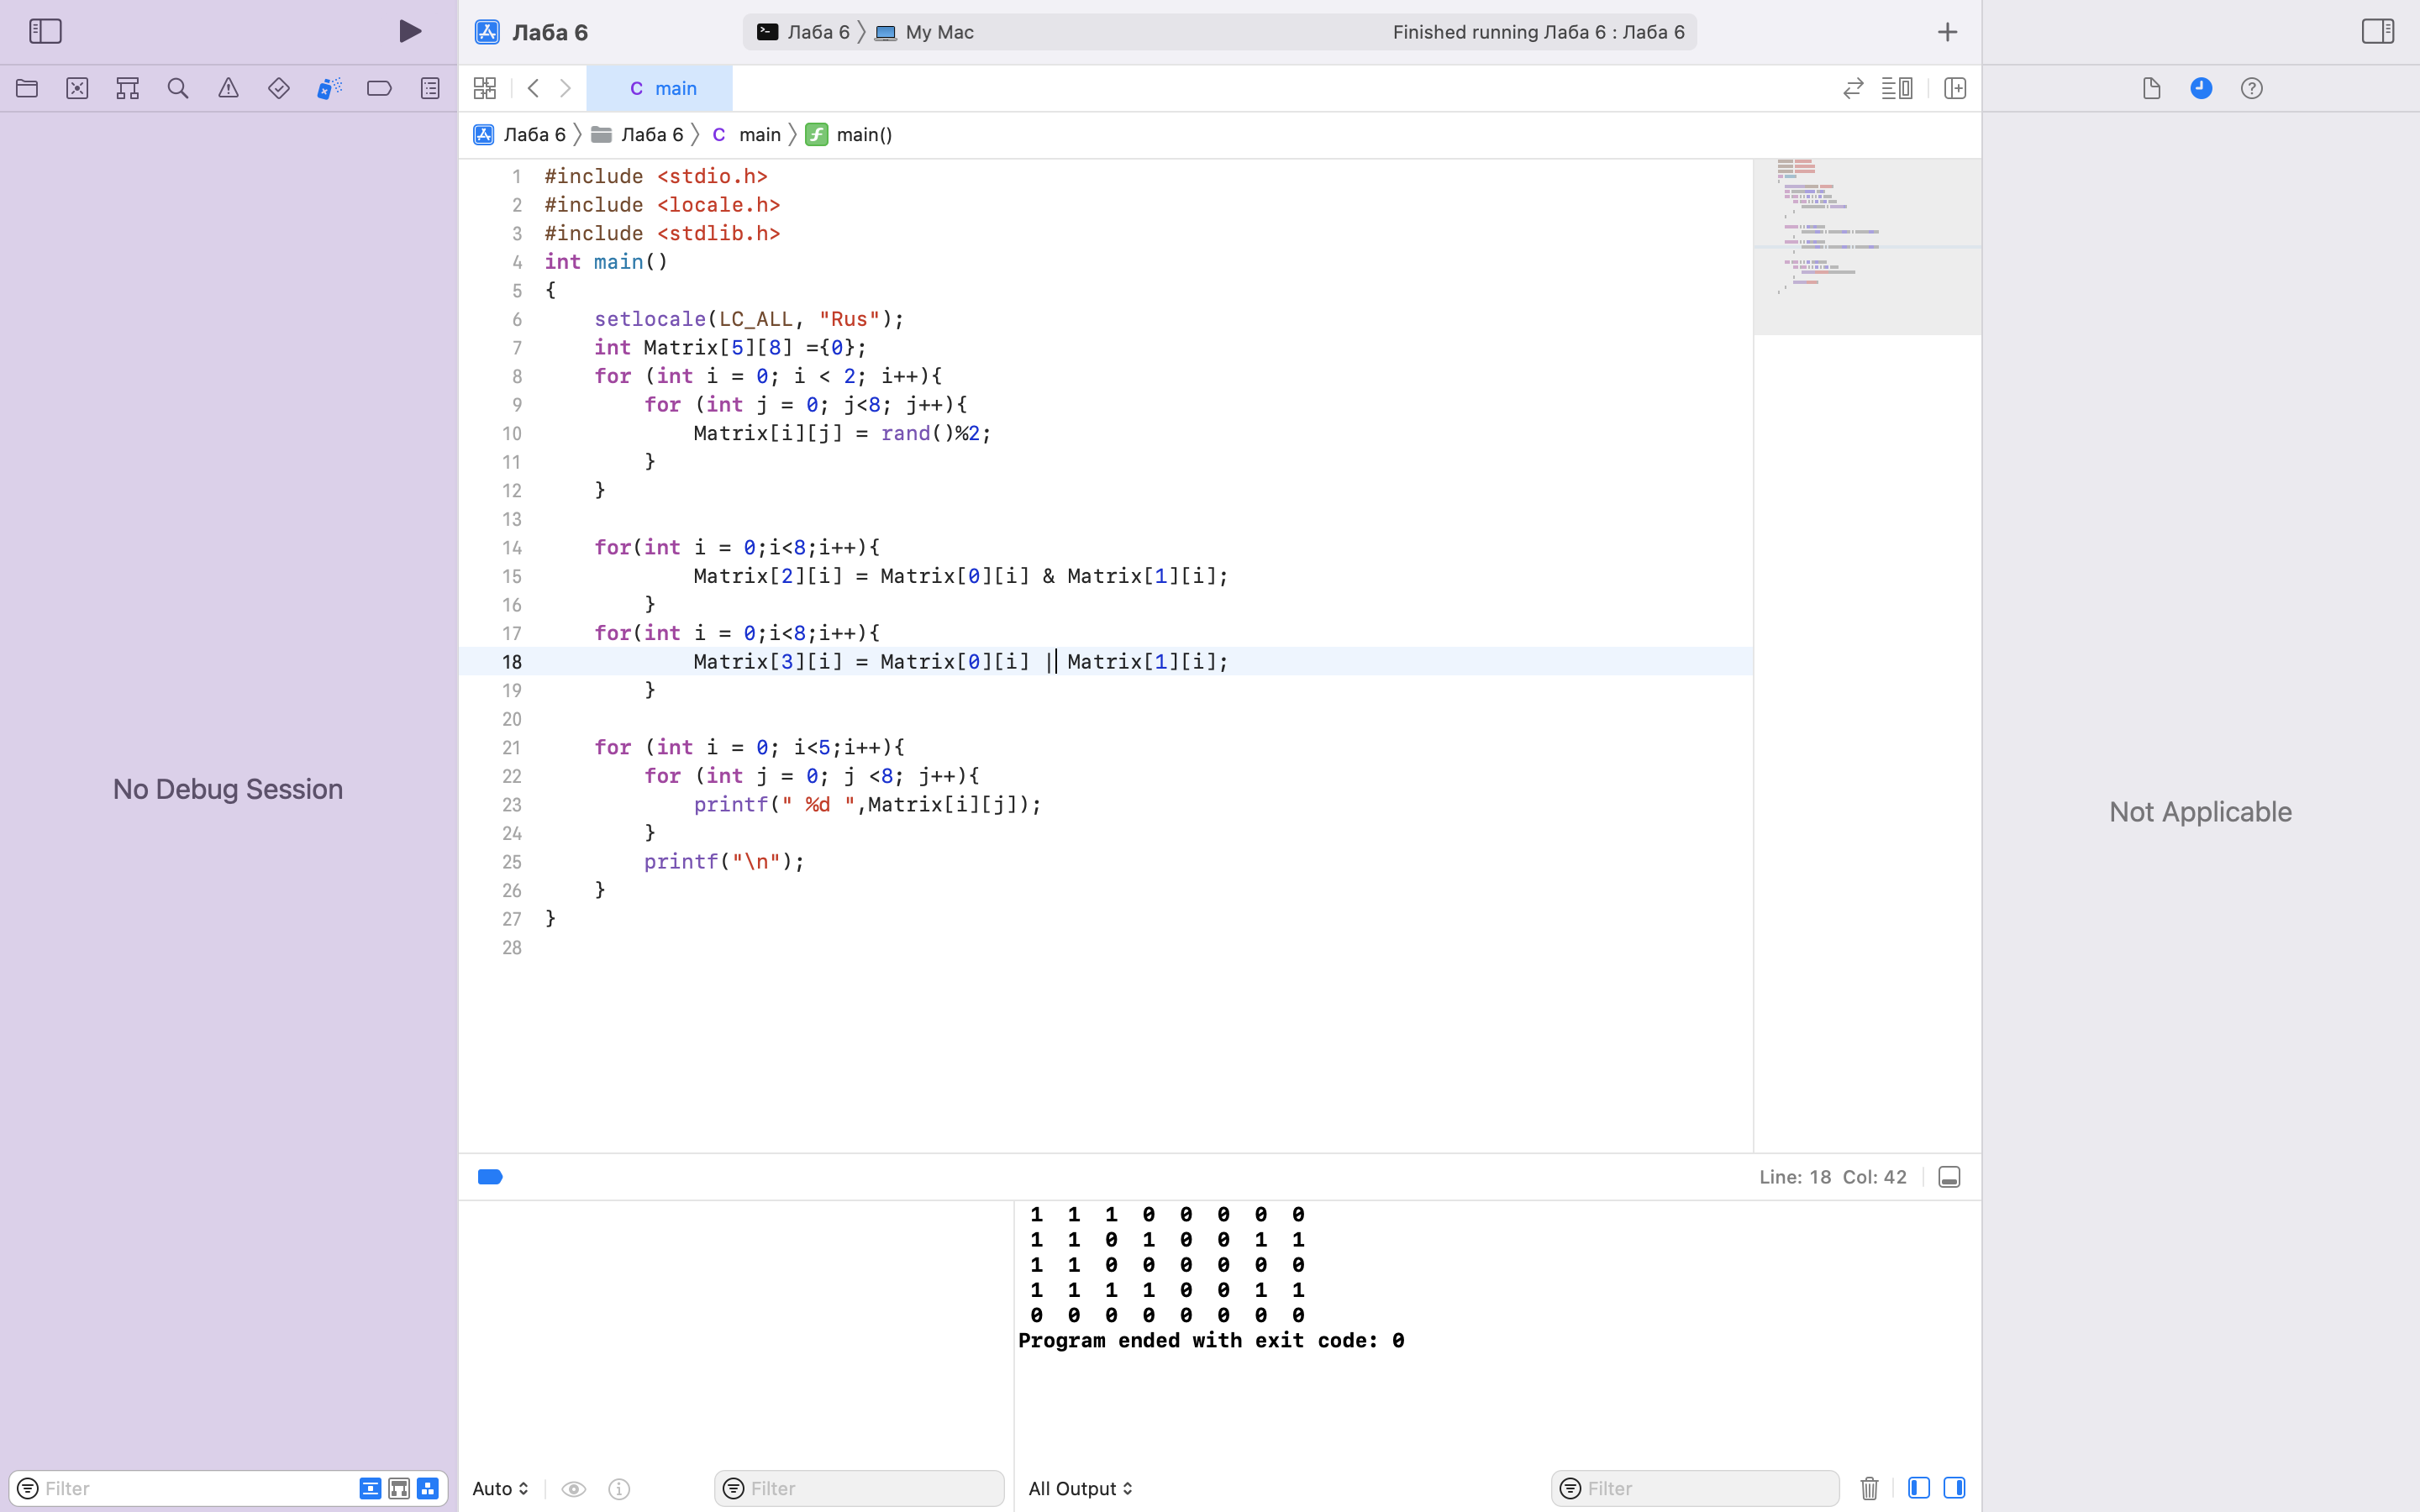 Лаба 6
Лаба 6 〉 My Mac
Finished running Лаба 6 : Лаба 6
C main
Лаба 6 〉 Лаба 6 〉 C main 〉 f main()
1 #include <stdio.h>
2 #include <locale.h>
3 #include <stdlib.h>
4 int main()
5 {
6     setlocale(LC_ALL, "Rus");
7     int Matrix[5][8] ={0};
8     for (int i = 0; i < 2; i++){
9         for (int j = 0; j<8; j++){
10             Matrix[i][j] = rand()%2;
11         }
12     }
13
14     for(int i = 0;i<8;i++){
15             Matrix[2][i] = Matrix[0][i] & Matrix[1][i];
16         }
17     for(int i = 0;i<8;i++){
18             Matrix[3][i] = Matrix[0][i] | Matrix[1][i];
19         }
20
21     for (int i = 0; i<5;i++){
22         for (int j = 0; j <8; j++){
23             printf(" %d ",Matrix[i][j]);
24         }
25         printf("\n");
26     }
27 }
28
No Debug Session
Not Applicable
Line: 18 Col: 42
1 1 1 0 0 0 0 0
1 1 0 1 0 0 1 1
1 1 0 0 0 0 0 0
1 1 1 1 0 0 1 1
0 0 0 0 0 0 0 0
Program ended with exit code: 0
Filter
Auto
Filter
All Output
Filter